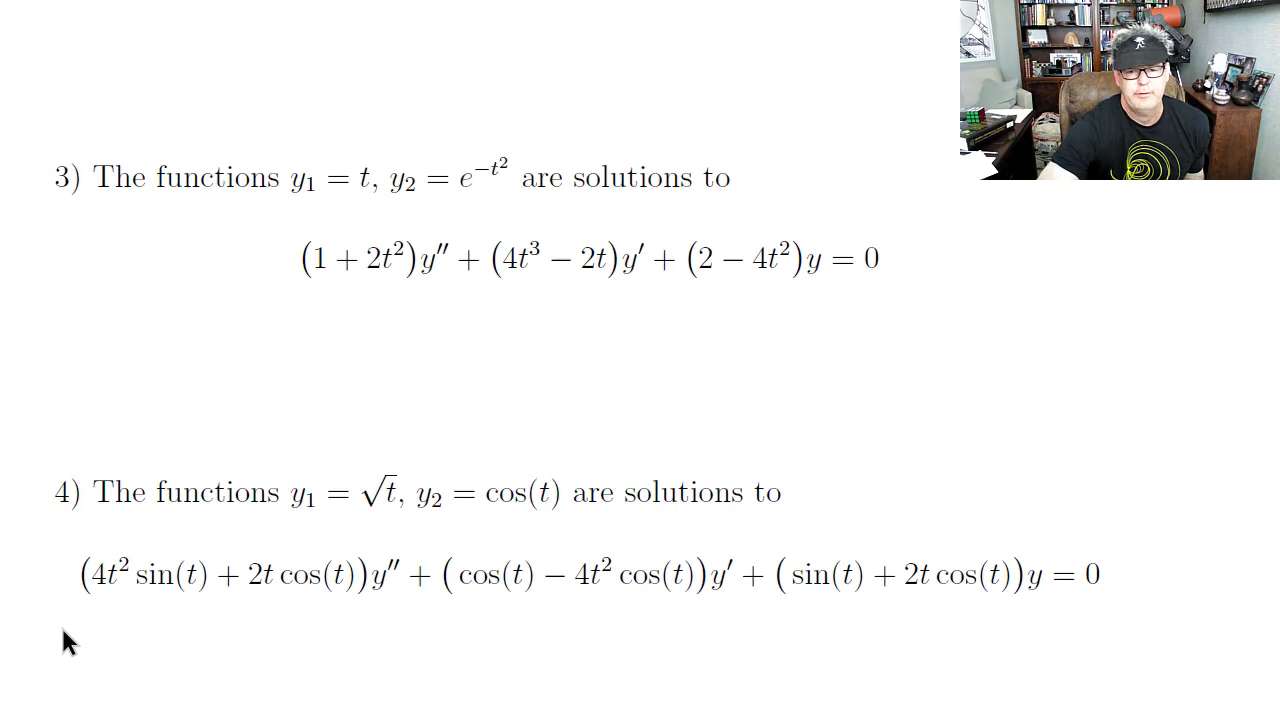 3) The functions y₁ = t, y₂ = e^{-t²} are solutions to
(1 + 2t²)y″ + (4t³ − 2t)y′ + (2 − 4t²)y = 0
4) The functions y₁ = √t, y₂ = cos(t) are solutions to
(4t² sin(t) + 2t cos(t))y″ + (cos(t) − 4t² cos(t))y′ + (sin(t) + 2t cos(t))y = 0